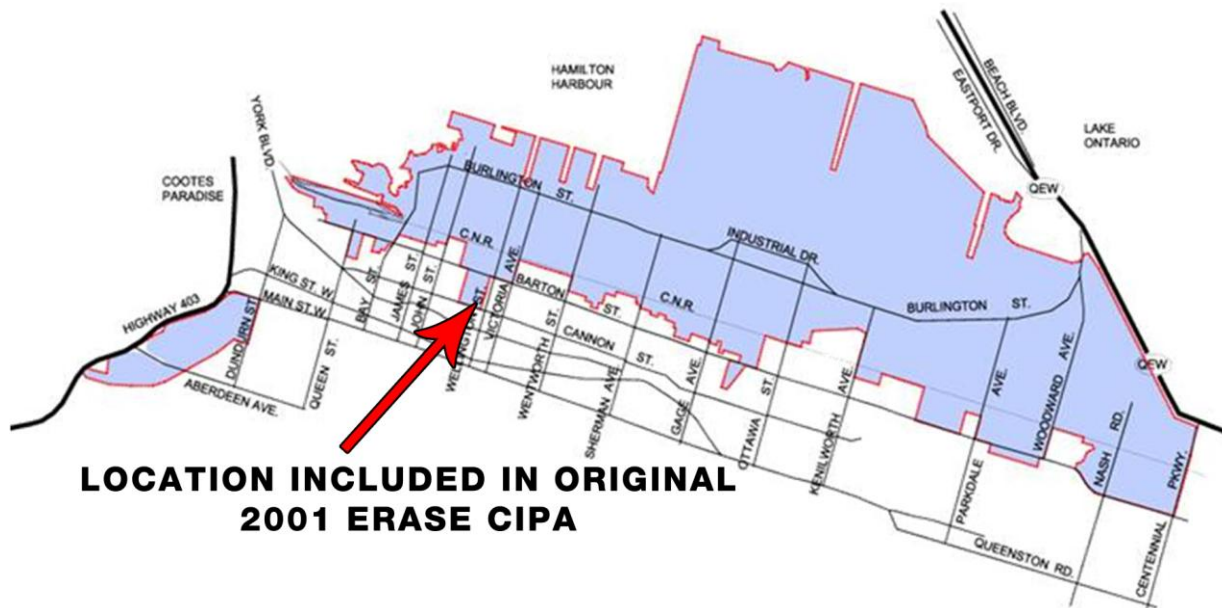 HAMILTON
HARBOUR
BEACH BLVD.
EASTPORT DR.
LAKE
ONTARIO
QEW
YORK BLVD.
COOTES
PARADISE
BURLINGTON ST.
INDUSTRIAL DR.
C.N.R.
BURLINGTON ST.
C.N.R.
BARTON ST.
CANNON ST.
KING ST. W.
MAIN ST. W.
HIGHWAY 403
ABERDEEN AVE.
DUNDURN ST.
QUEEN ST.
BAY ST.
JAMES ST.
JOHN ST.
WELLINGTON ST.
VICTORIA AVE.
WENTWORTH ST.
SHERMAN AVE.
GAGE AVE.
OTTAWA ST.
KENILWORTH AVE.
PARKDALE AVE.
WOODWARD AVE.
QEW
NASH RD.
CENTENNIAL PKWY.
QUEENSTON RD.
LOCATION INCLUDED IN ORIGINAL
2001 ERASE CIPA